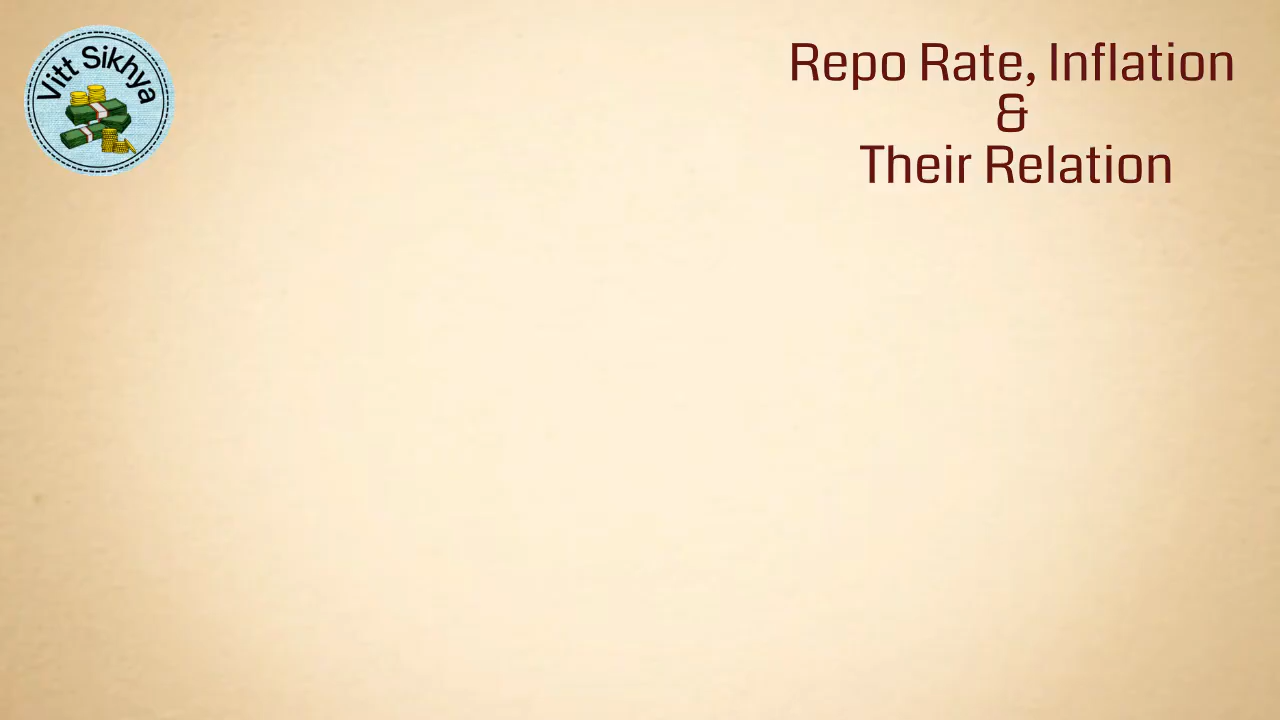 Vitt Sikhya
Repo Rate, Inflation
&
Their Relation